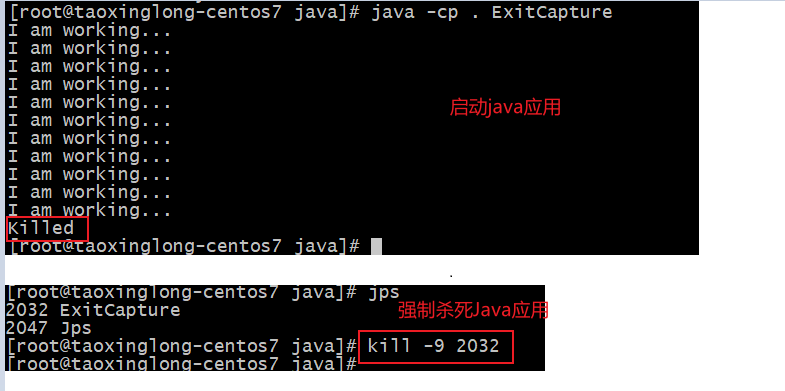 [root@taoxinglong-centos7 java]# java -cp . ExitCapture
I am working...
I am working...
I am working...
I am working...
I am working...
I am working...
I am working...
I am working...
I am working...
I am working...
I am working...
启动java应用
Killed
[root@taoxinglong-centos7 java]#
[root@taoxinglong-centos7 java]# jps
2032 ExitCapture
强制杀死Java应用
2047 Jps
[root@taoxinglong-centos7 java]# kill -9 2032
[root@taoxinglong-centos7 java]#